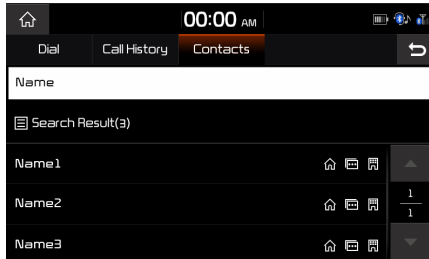 00:00 AM
Dial Call History Contacts
Name
Search Result(3)
Name1
Name2
1
1
Name3